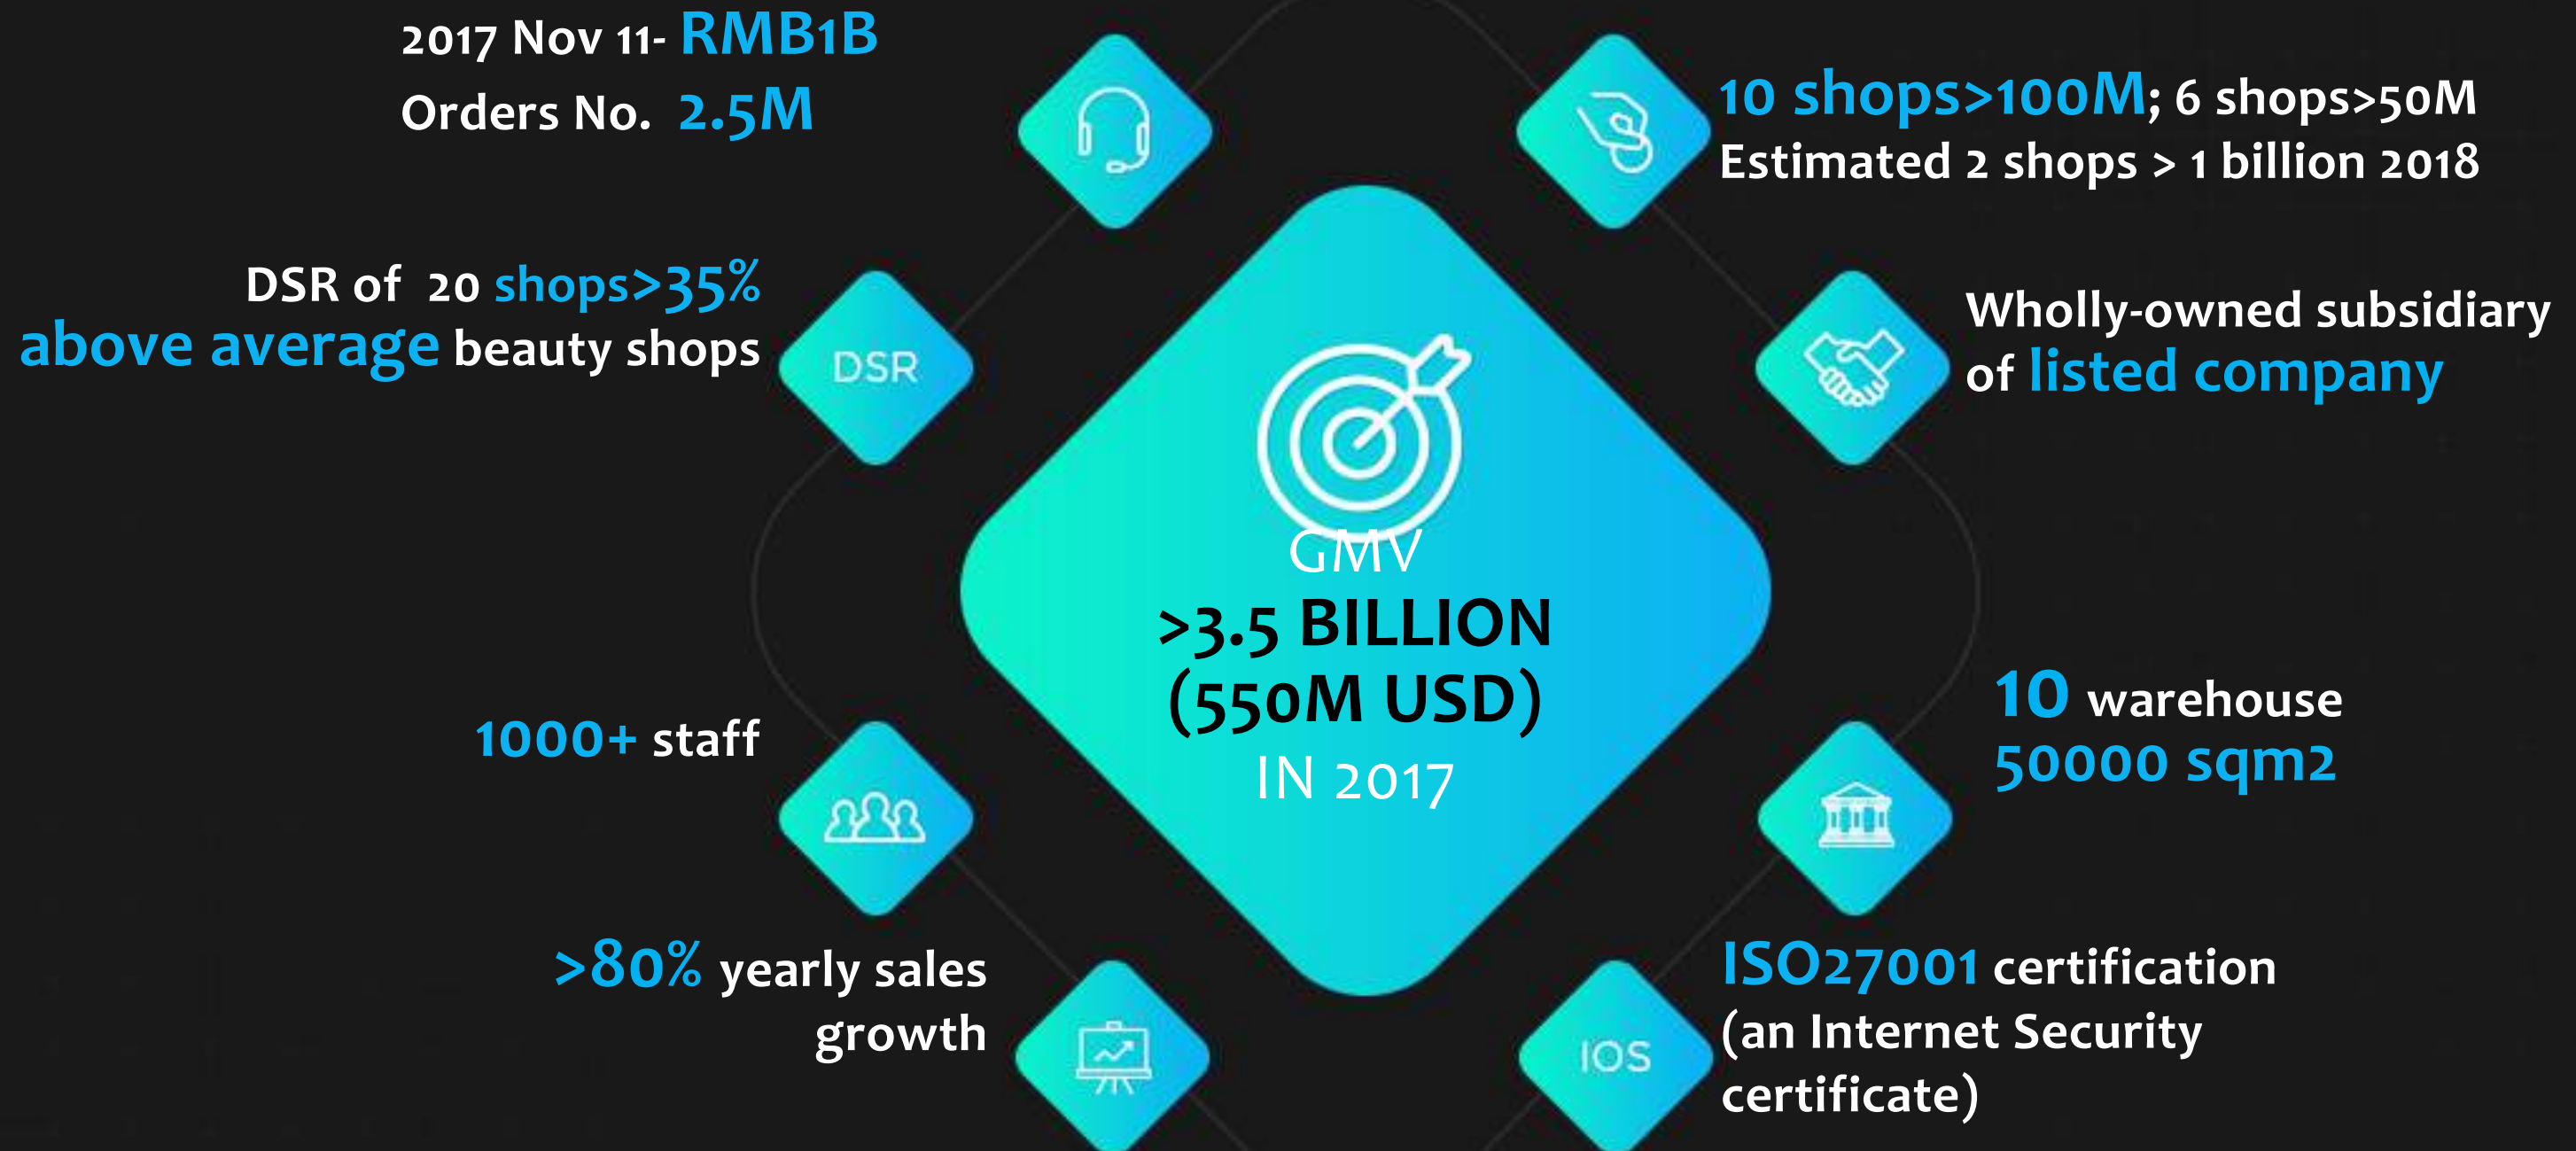 2017 Nov 11- RMB1B
Orders No. 2.5M
10 shops>100M; 6 shops>50M
Estimated 2 shops > 1 billion 2018
DSR of 20 shops>35%
above average beauty shops
DSR
Wholly-owned subsidiary
of listed company
GMV
>3.5 BILLION
(550M USD)
IN 2017
1000+ staff
10 warehouse
50000 sqm2
>80% yearly sales
growth
IOS
ISO27001 certification
(an Internet Security
certificate)